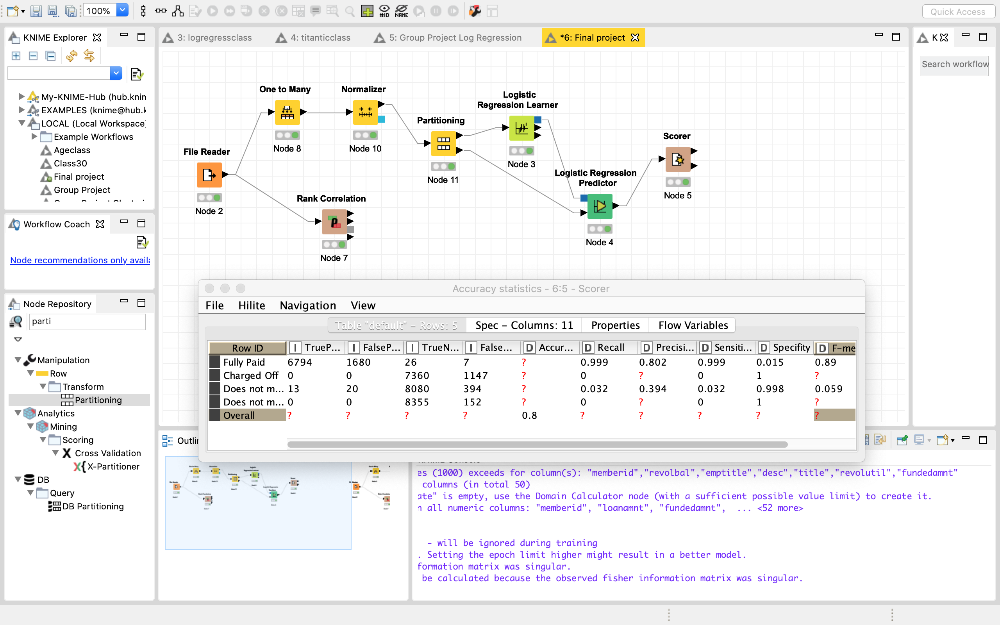 100%
#ID
NAME
Quick Access
KNIME Explorer
3: logregressclass
4: titanticclass
5: Group Project Log Regression
*6: Final project
K
Search workflow
My-KNIME-Hub (hub.knim
EXAMPLES (knime@hub.k
LOCAL (Local Workspace)
Example Workflows
Ageclass
Class30
Final project
Group Project
Workflow Coach
Node recommendations only availa
Node Repository
parti
Manipulation
Row
Transform
Partitioning
Analytics
Mining
Scoring
Cross Validation
X-Partitioner
DB
Query
DB Partitioning
One to Many
Node 8
Normalizer
Node 10
File Reader
Node 2
Rank Correlation
Node 7
Partitioning
Node 11
Logistic
Regression Learner
Node 3
Logistic Regression
Predictor
Node 4
Scorer
Node 5
Accuracy statistics - 6:5 - Scorer
File Hilite Navigation View
Table "default" - Rows: 5 Spec - Columns: 11 Properties Flow Variables
Row ID I TrueP... I FalseP... I TrueN... I False... D Accur... D Recall D Precisi... D Sensiti... D Specifity D F-me
Fully Paid 6794 1680 26 7 ? 0.999 0.802 0.999 0.015 0.89
Charged Off 0 0 7360 1147 ? 0 ? 0 1 ?
Does not m... 13 20 8080 394 ? 0.032 0.394 0.032 0.998 0.059
Does not m... 0 0 8355 152 ? 0 ? 0 1 ?
Overall ? ? ? ? 0.8 ? ? ? ? ?
Outli
KNIME Console
es (1000) exceeds for column(s): "memberid","revolbal","emptitle","desc","title","revolutil","fundedamnt"
columns (in total 50)
ate" is empty, use the Domain Calculator node (with a sufficient possible value limit) to create it.
n all numeric columns: "memberid", "loanamnt", "fundedamnt", ... <52 more>
- will be ignored during training
. Setting the epoch limit higher might result in a better model.
formation matrix was singular.
be calculated because the observed fisher information matrix was singular.